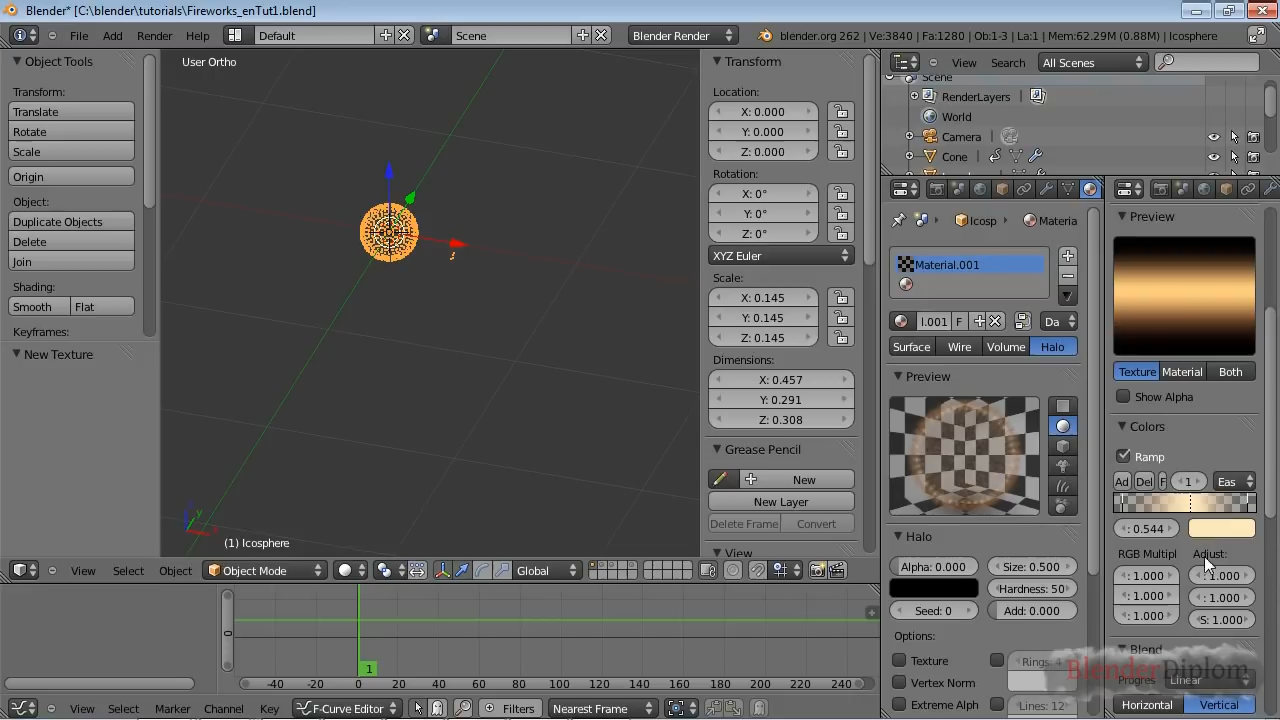 Blender* [C:\blender\tutorials\Fireworks_enTut1.blend]
File Add Render Help Default Scene Blender Render blender.org 262 | Ve:3840 | Fa:1280 | Ob:1-3 | La:1 | Mem:62.29M (0.88M) | Icosphere
Object Tools
Transform:
Translate
Rotate
Scale
Origin
Object:
Duplicate Objects
Delete
Join
Shading:
Smooth Flat
Keyframes:
New Texture
User Ortho
(1) Icosphere
Transform
Location:
X: 0.000
Y: 0.000
Z: 0.000
Rotation:
X: 0°
Y: 0°
Z: 0°
XYZ Euler
Scale:
X: 0.145
Y: 0.145
Z: 0.145
Dimensions:
X: 0.457
Y: 0.291
Z: 0.308
Grease Pencil
New
New Layer
Delete Frame Convert
View
View Search All Scenes
Scene
RenderLayers
World
Camera
Cone
Icosp Materia
Material.001
l.001 F Da
Surface Wire Volume Halo
Preview
Halo
Alpha: 0.000 Size: 0.500
Hardness: 50
Seed: 0 Add: 0.000
Options:
Texture Rings: 4
Vertex Norm
Extreme Alph Lines: 12
Preview
Texture Material Both
Show Alpha
Colors
Ramp
Ad Del F 1 Eas
: 0.544
RGB Multipl Adjust:
: 1.000 : 1.000
: 1.000 : 1.000
: 1.000 S: 1.000
Blend
Progres Linear
BlenderDiplom
Horizontal Vertical
View Select Object Object Mode Global
0
1
-40 -20 0 20 40 60 80 100 120 140 160 180 200 220 240
View Select Marker Channel Key F-Curve Editor Filters Nearest Frame